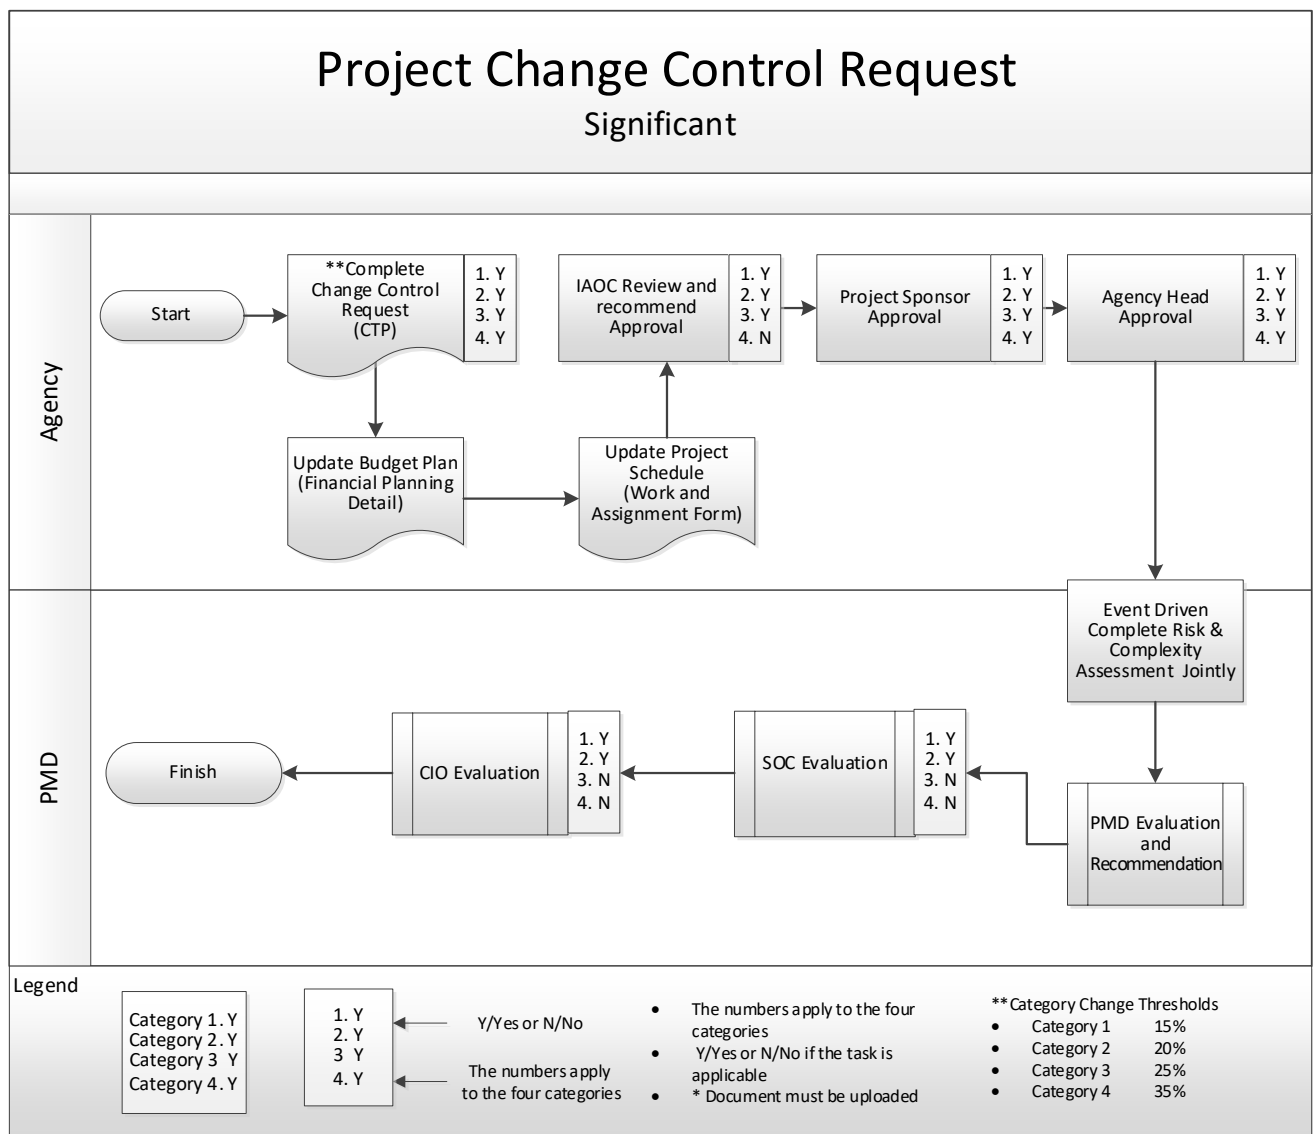 Project Change Control Request
Significant
Agency
Start
**Complete
Change Control
Request
(CTP)
1. Y
2. Y
3. Y
4. Y
IAOC Review and
recommend
Approval
1. Y
2. Y
3. Y
4. N
Project Sponsor
Approval
1. Y
2. Y
3. Y
4. Y
Agency Head
Approval
1. Y
2. Y
3. Y
4. Y
Update Budget Plan
(Financial Planning
Detail)
Update Project
Schedule
(Work and
Assignment Form)
PMD
Event Driven
Complete Risk &
Complexity
Assessment Jointly
Finish
CIO Evaluation
1. Y
2. Y
3. N
4. N
SOC Evaluation
1. Y
2. Y
3. N
4. N
PMD Evaluation
and
Recommendation
Legend
Category 1. Y
Category 2. Y
Category 3 Y
Category 4. Y
1. Y
2. Y
3 Y
4. Y
Y/Yes or N/No
The numbers apply
to the four categories
• The numbers apply to the four
categories
• Y/Yes or N/No if the task is
applicable
• * Document must be uploaded
**Category Change Thresholds
• Category 1 15%
• Category 2 20%
• Category 3 25%
• Category 4 35%